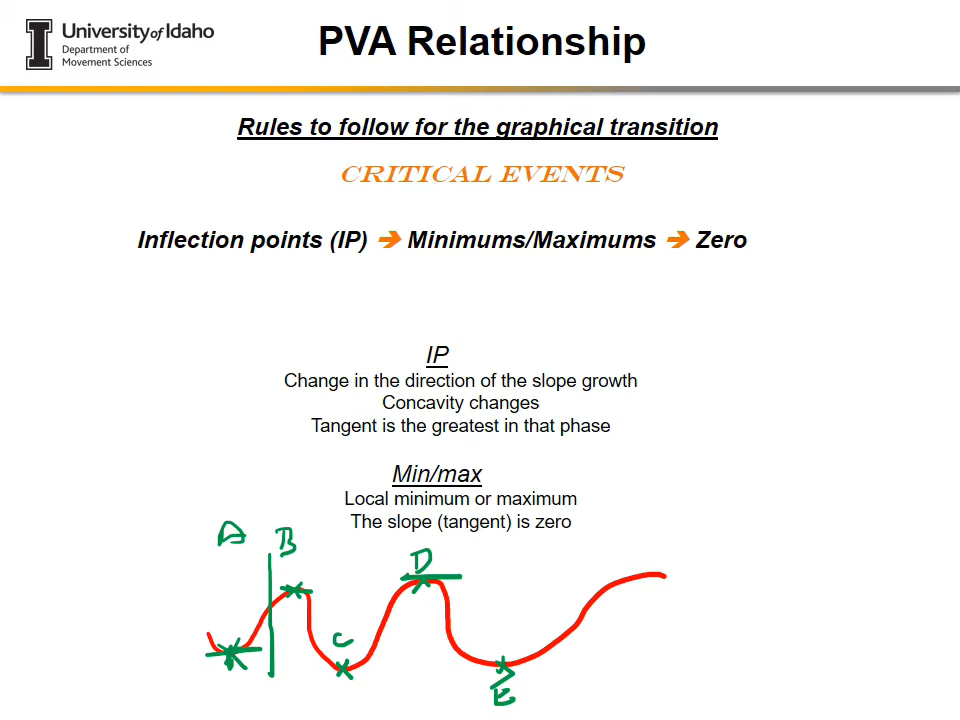 University of Idaho
Department of
Movement Sciences
PVA Relationship
Rules to follow for the graphical transition
CRITICAL EVENTS
Inflection points (IP) ➔ Minimums/Maximums ➔ Zero
IP
Change in the direction of the slope growth
Concavity changes
Tangent is the greatest in that phase
Min/max
Local minimum or maximum
The slope (tangent) is zero
A B
D
C
E